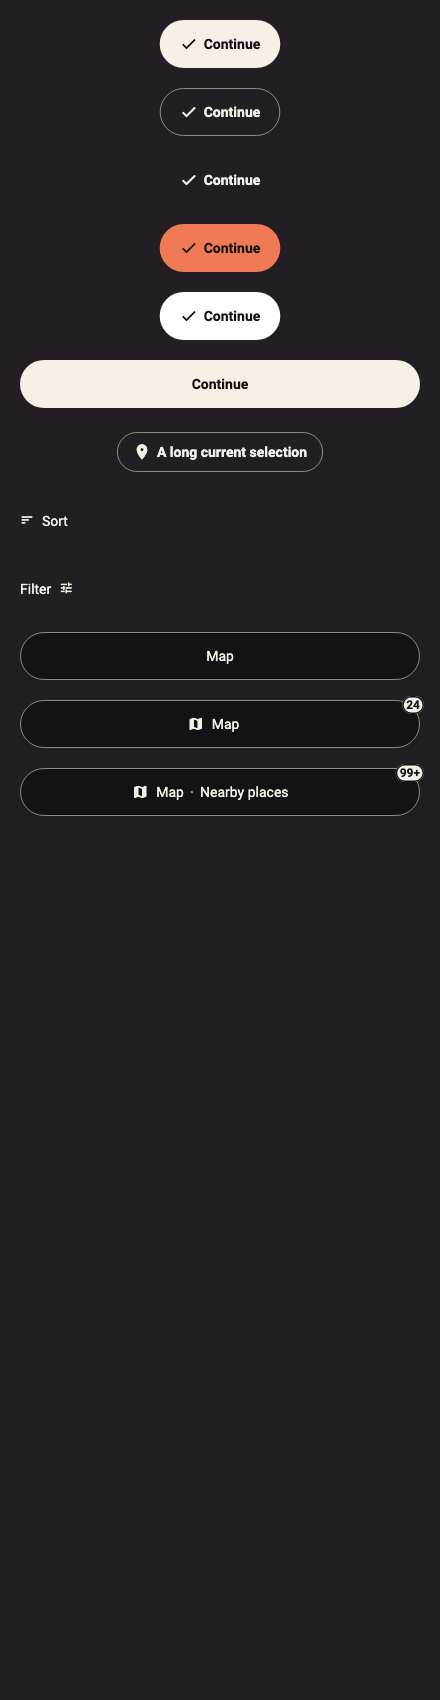 Continue
Continue
Continue
Continue
Continue
Continue
A long current selection
Sort
Filter
Map
24
Map
99+
Map · Nearby places